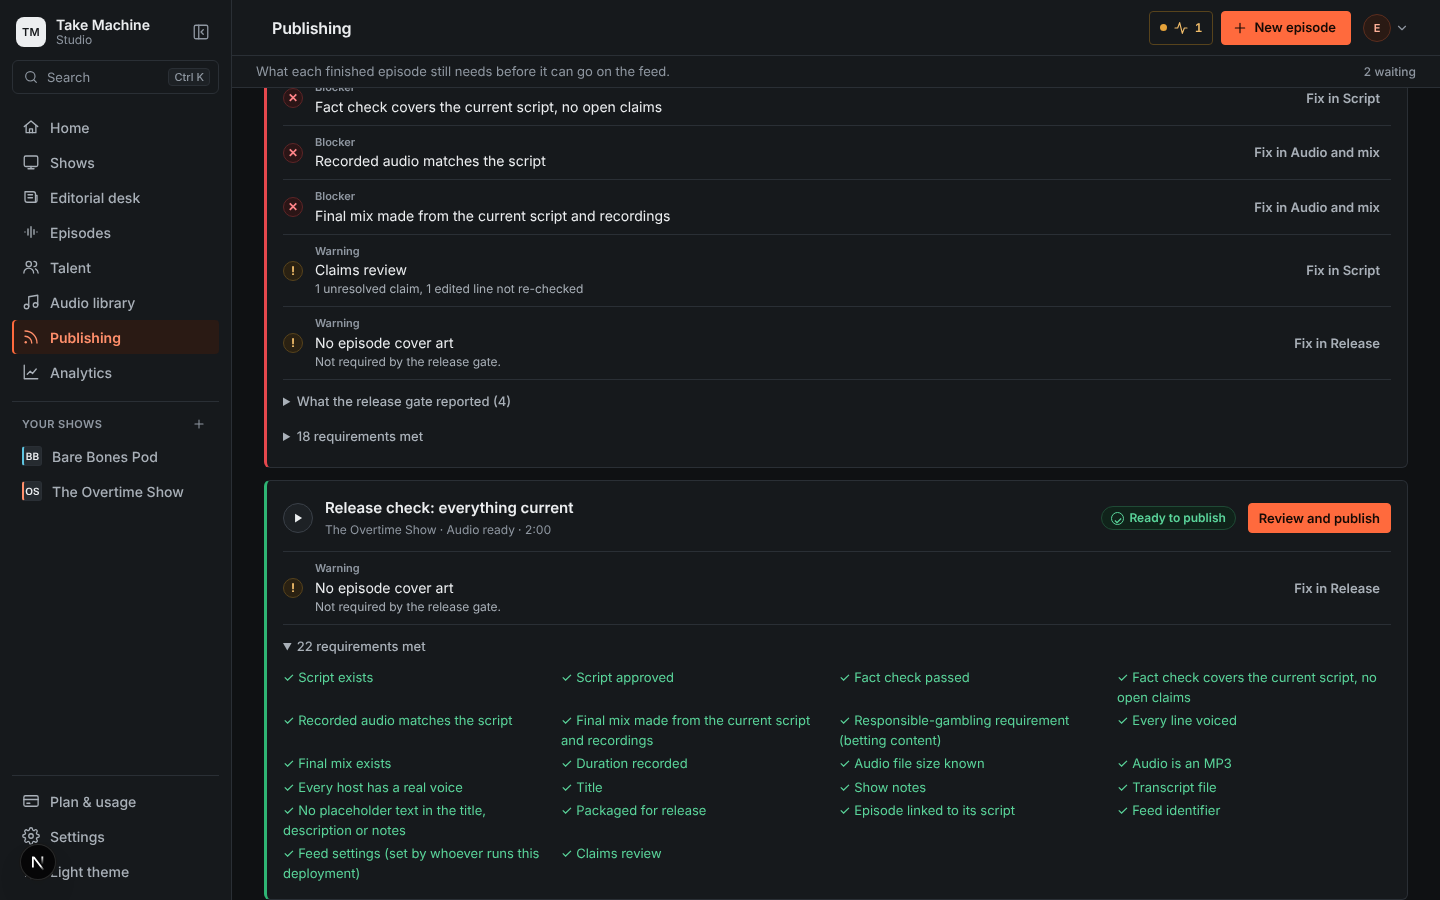 TM
Take Machine
Studio
Search
Ctrl K
Home
Shows
Editorial desk
Episodes
Talent
Audio library
Publishing
Analytics
YOUR SHOWS
BB
Bare Bones Pod
OS
The Overtime Show
Plan & usage
Settings
N
Light theme
Publishing
1
New episode
E
What each finished episode still needs before it can go on the feed.
2 waiting
Blocker
Fact check covers the current script, no open claims
Fix in Script
Blocker
Recorded audio matches the script
Fix in Audio and mix
Blocker
Final mix made from the current script and recordings
Fix in Audio and mix
Warning
Claims review
1 unresolved claim, 1 edited line not re-checked
Fix in Script
Warning
No episode cover art
Not required by the release gate.
Fix in Release
What the release gate reported (4)
18 requirements met
Release check: everything current
The Overtime Show · Audio ready · 2:00
Ready to publish
Review and publish
Warning
No episode cover art
Not required by the release gate.
Fix in Release
22 requirements met
✓ Script exists
✓ Script approved
✓ Fact check passed
✓ Fact check covers the current script, no
open claims
✓ Recorded audio matches the script
✓ Final mix made from the current script
and recordings
✓ Responsible-gambling requirement
(betting content)
✓ Every line voiced
✓ Final mix exists
✓ Duration recorded
✓ Audio file size known
✓ Audio is an MP3
✓ Every host has a real voice
✓ Title
✓ Show notes
✓ Transcript file
✓ No placeholder text in the title,
description or notes
✓ Packaged for release
✓ Episode linked to its script
✓ Feed identifier
✓ Feed settings (set by whoever runs this
deployment)
✓ Claims review